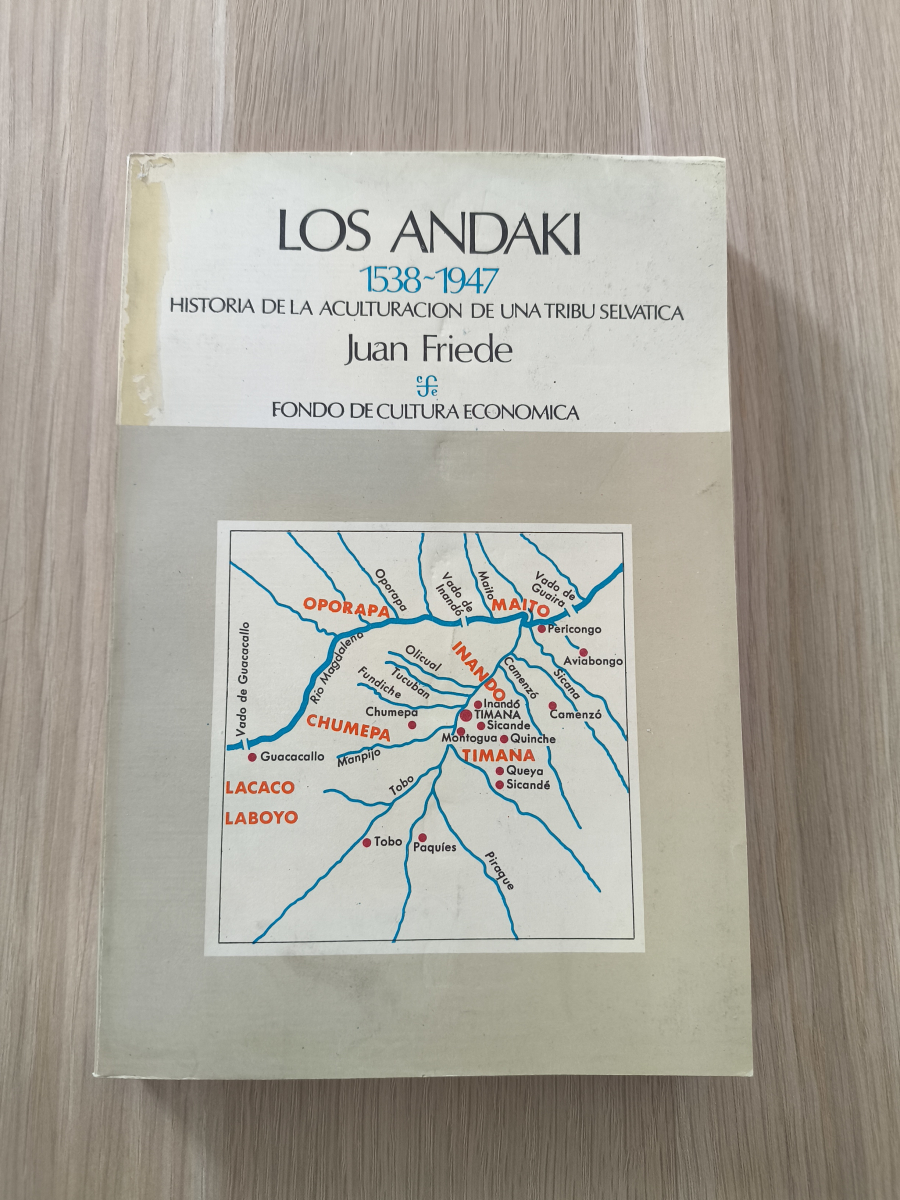 LOS ANDAKI
1538~1947
HISTORIA DE LA ACULTURACION DE UNA TRIBU SELVATICA
Juan Friede
cfe
FONDO DE CULTURA ECONOMICA
Oporapa
Vado de
Inandó
Maito
Vado de
Guaira
OPORAPA
MAITO
Pericongo
Vado de Guacacallo
Río Magdaleno
INANDO
Aviabongo
Olicual
Tucuban
Fundiche
Camenzó
Sicana
Chumepa
Inandó
TIMANA
Camenzó
CHUMEPA
Sicande
Montogua
Quinche
Guacacallo
Manpijo
TIMANA
LACACO
Tobo
Queya
Sicandé
LABOYO
Tobo
Paquíes
Piraque